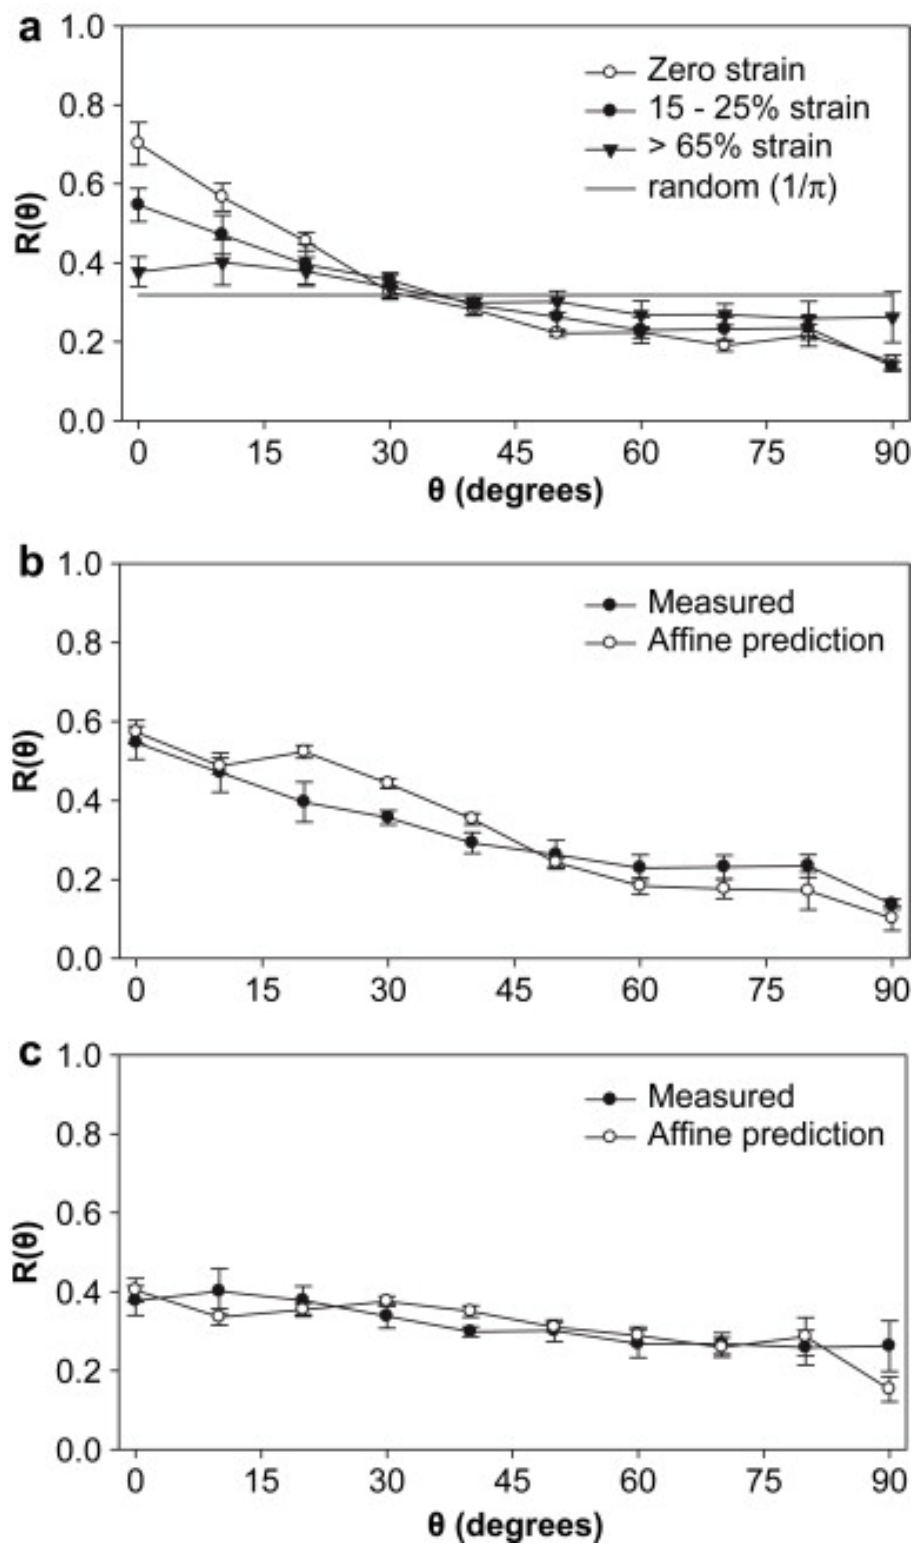 a
1.0
0.8
0.6
0.4
0.2
0.0
R(θ)
Zero strain
15 - 25% strain
> 65% strain
random (1/π)
0 15 30 45 60 75 90
θ (degrees)
b
1.0
0.8
0.6
0.4
0.2
0.0
R(θ)
Measured
Affine prediction
0 15 30 45 60 75 90
c
1.0
0.8
0.6
0.4
0.2
0.0
R(θ)
Measured
Affine prediction
0 15 30 45 60 75 90
θ (degrees)